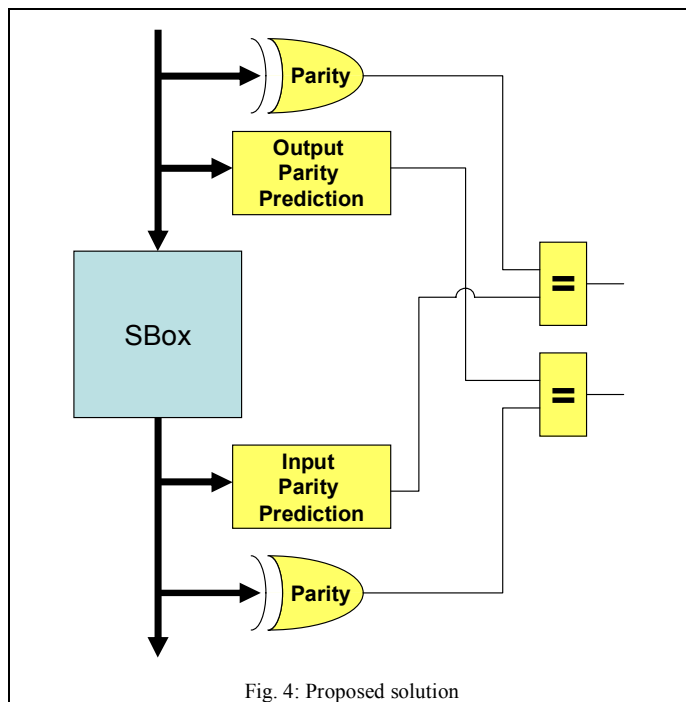 Parity
Output
Parity
Prediction
=
SBox
=
Input
Parity
Prediction
Parity
Fig. 4: Proposed solution